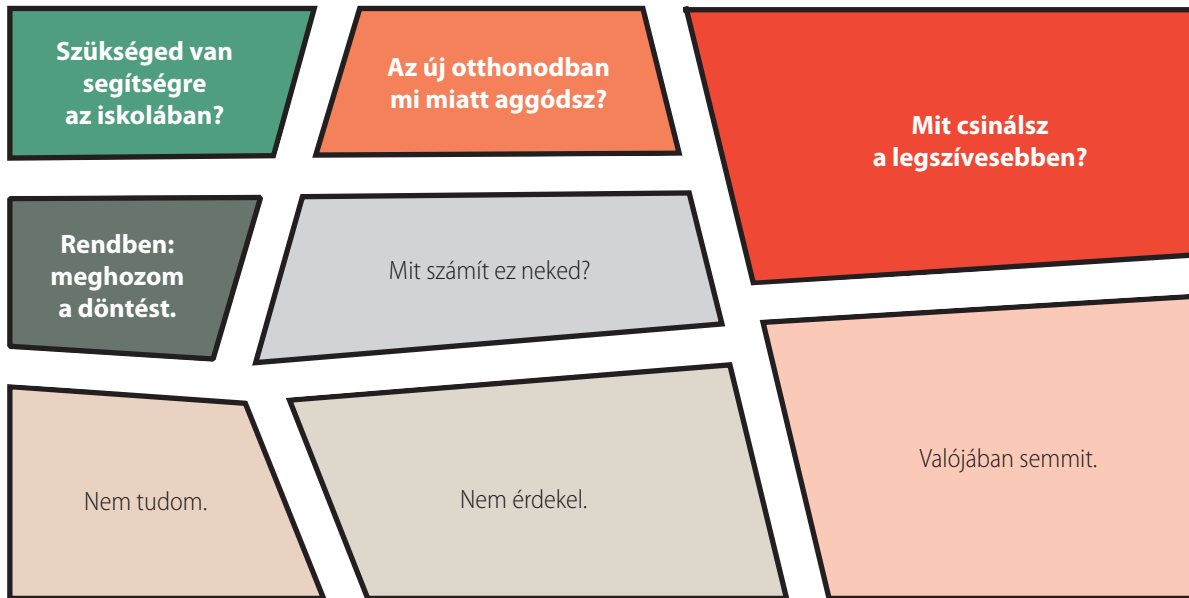 Szükséged van
segítségre
az iskolában?
Az új otthonodban
mi miatt aggódsz?
Mit csinálsz
a legszívesebben?
Rendben:
meghozom
a döntést.
Mit számít ez neked?
Nem tudom.
Nem érdekel.
Valójában semmit.